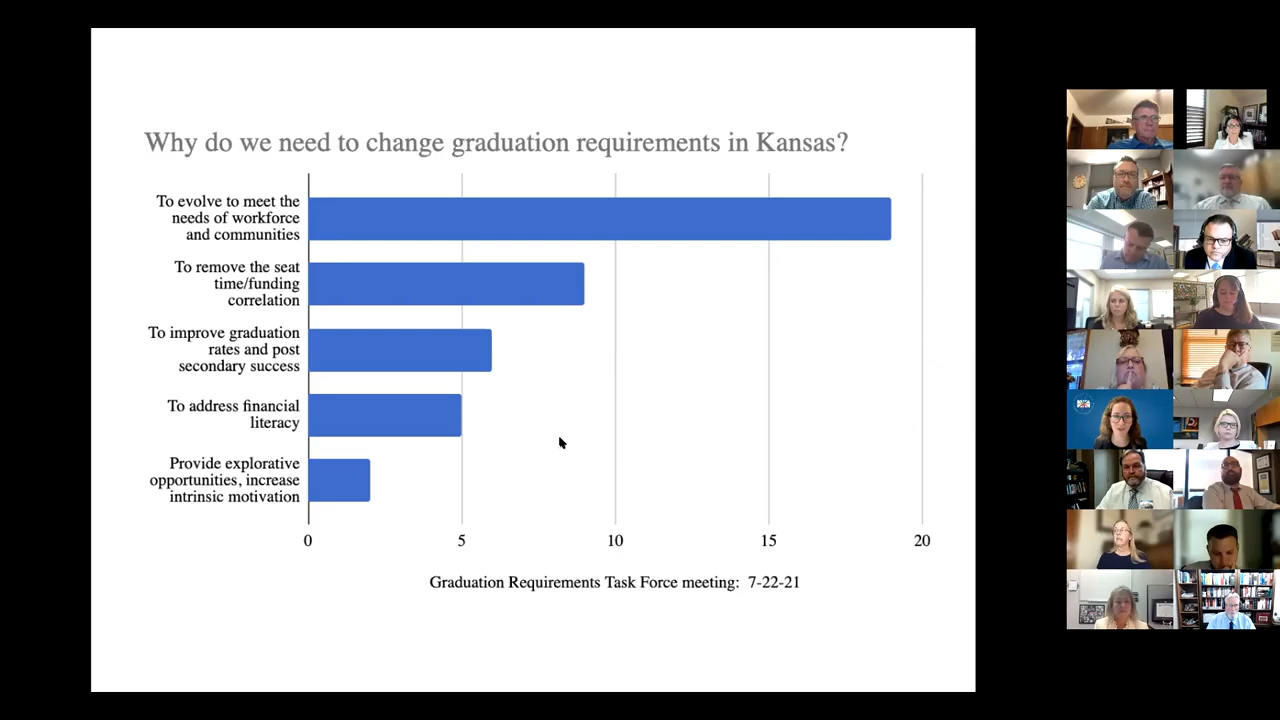 Why do we need to change graduation requirements in Kansas?
To evolve to meet the
needs of workforce
and communities
To remove the seat
time/funding
correlation
To improve graduation
rates and post
secondary success
To address financial
literacy
Provide explorative
opportunities, increase
intrinsic motivation
0
5
10
15
20
Graduation Requirements Task Force meeting: 7-22-21